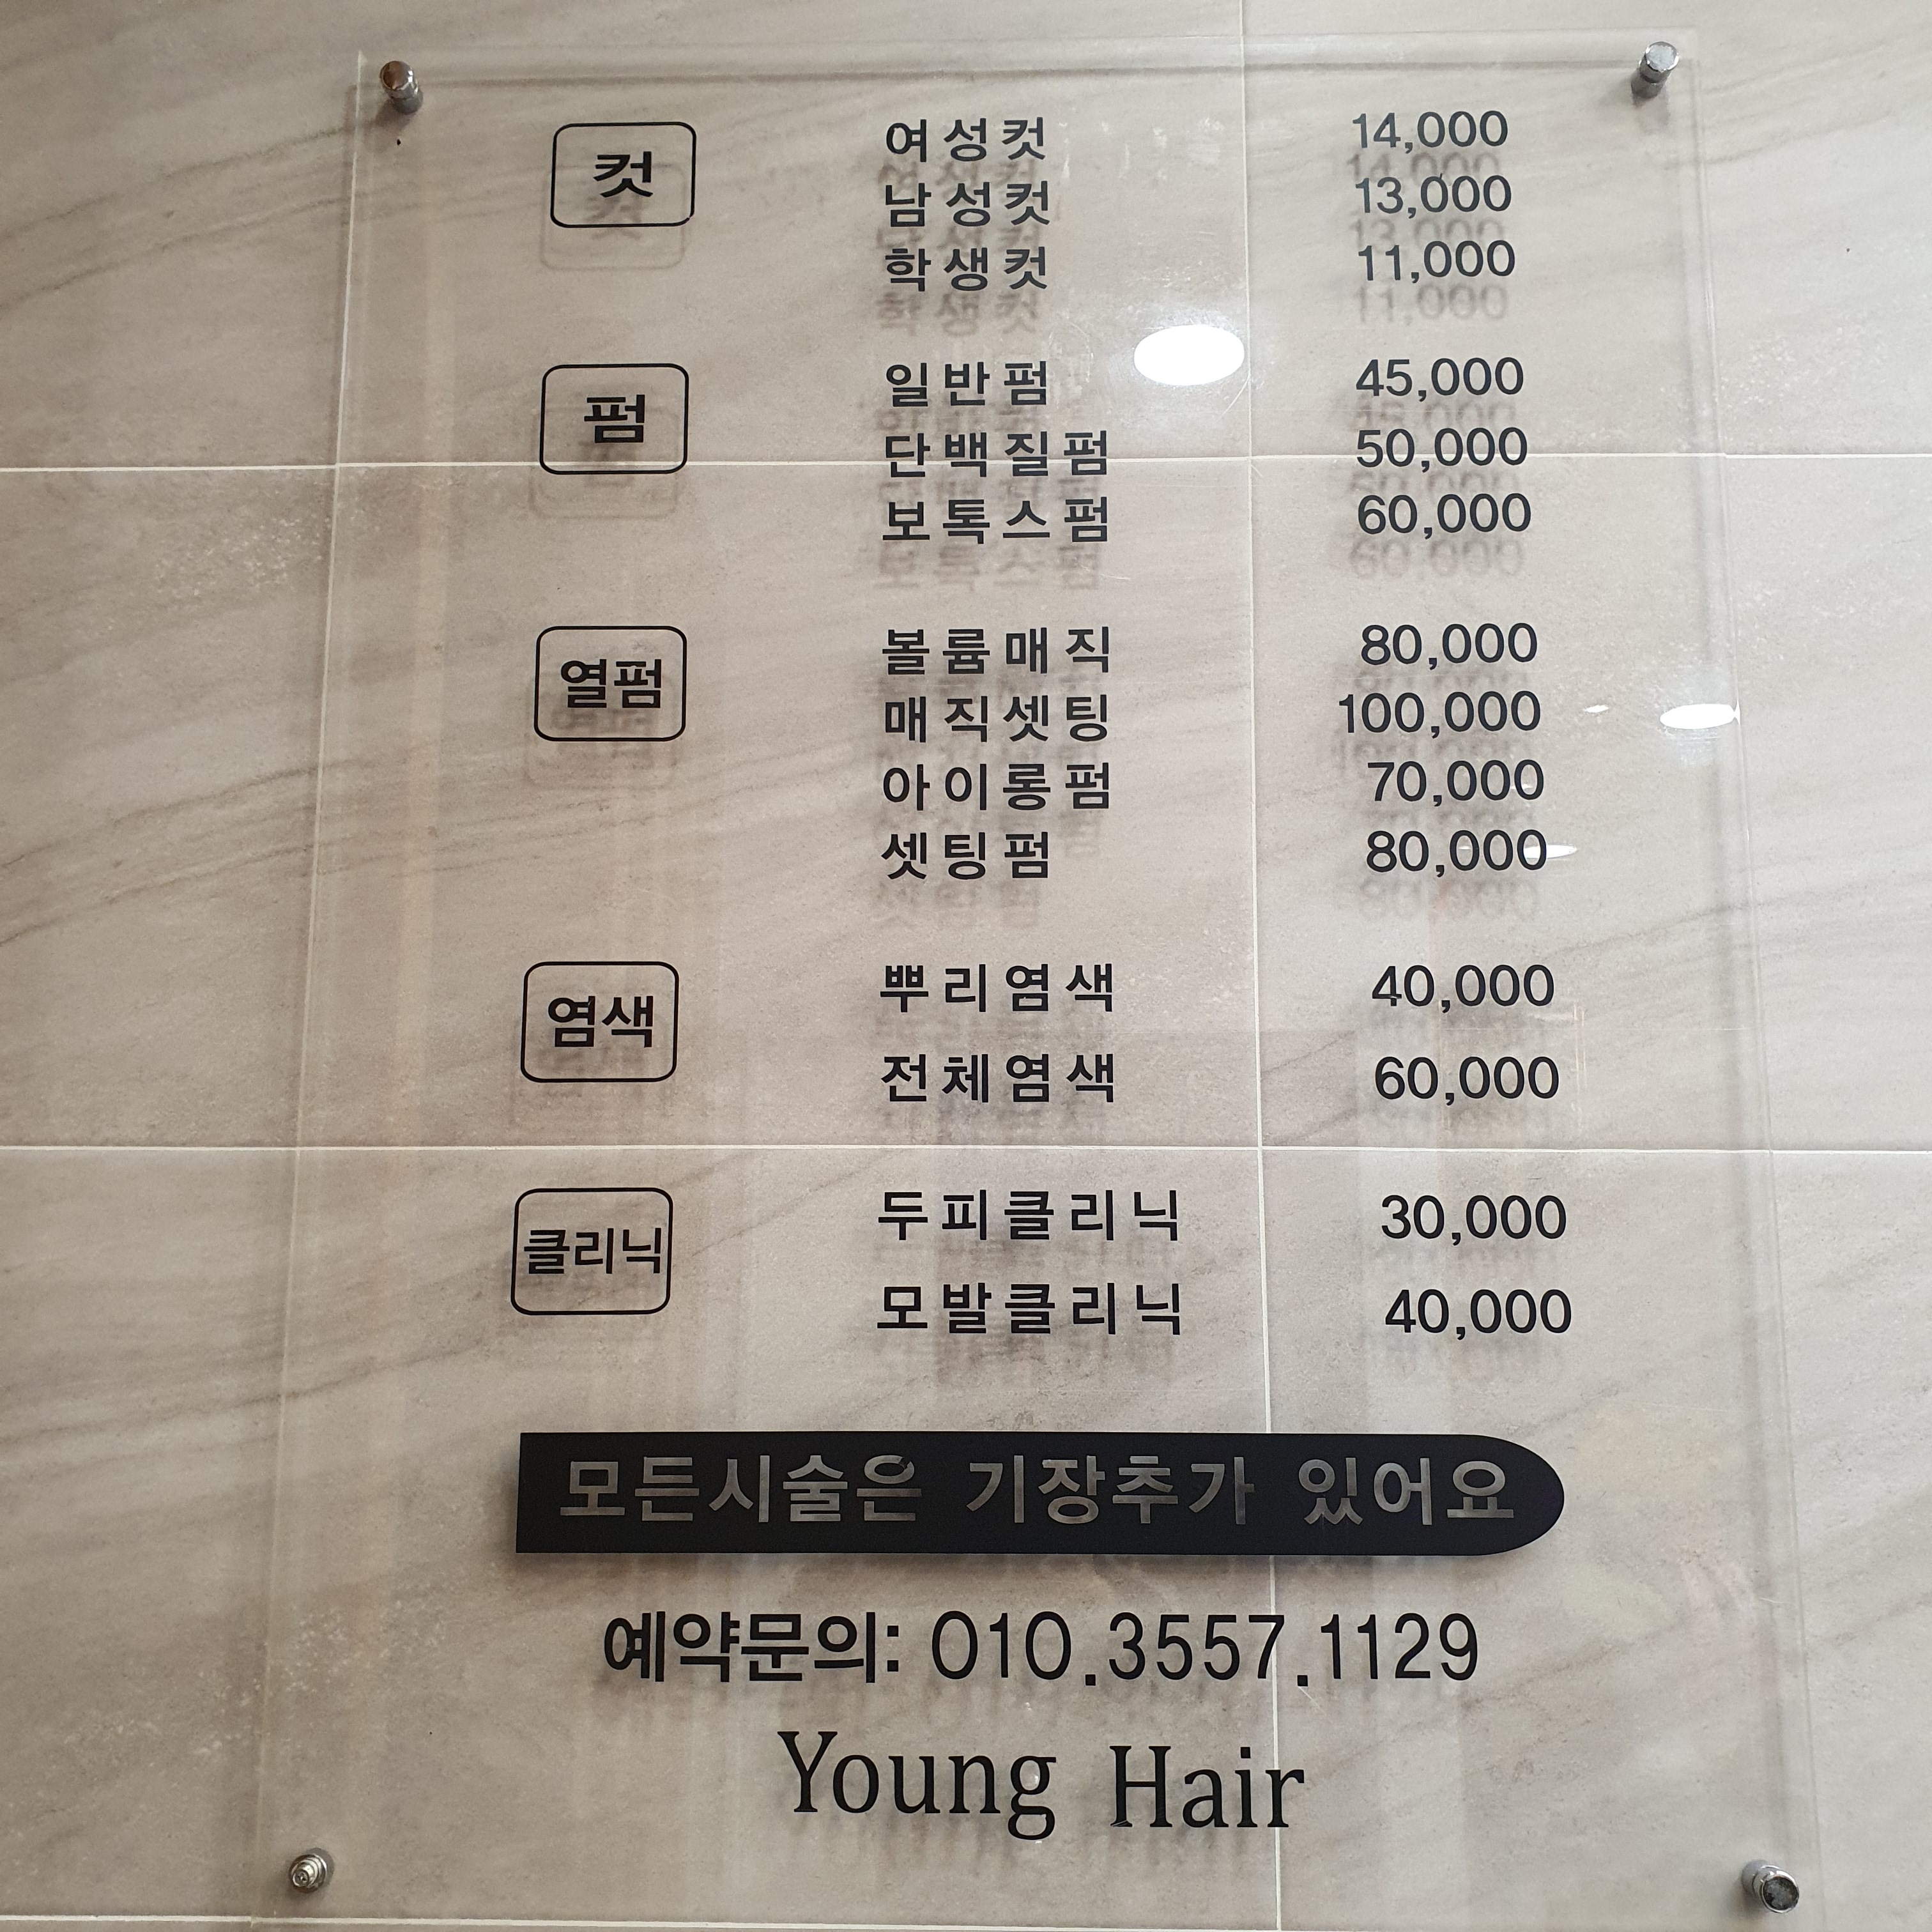 컷
여성컷 14,000
남성컷 13,000
학생컷 11,000
펌
일반펌 45,000
단백질펌 50,000
보톡스펌 60,000
열펌
볼륨매직 80,000
매직셋팅 100,000
아이롱펌 70,000
셋팅펌 80,000
염색
뿌리염색 40,000
전체염색 60,000
클리닉
두피클리닉 30,000
모발클리닉 40,000
모든시술은 기장추가 있어요
예약문의: 010.3557.1129
Young Hair